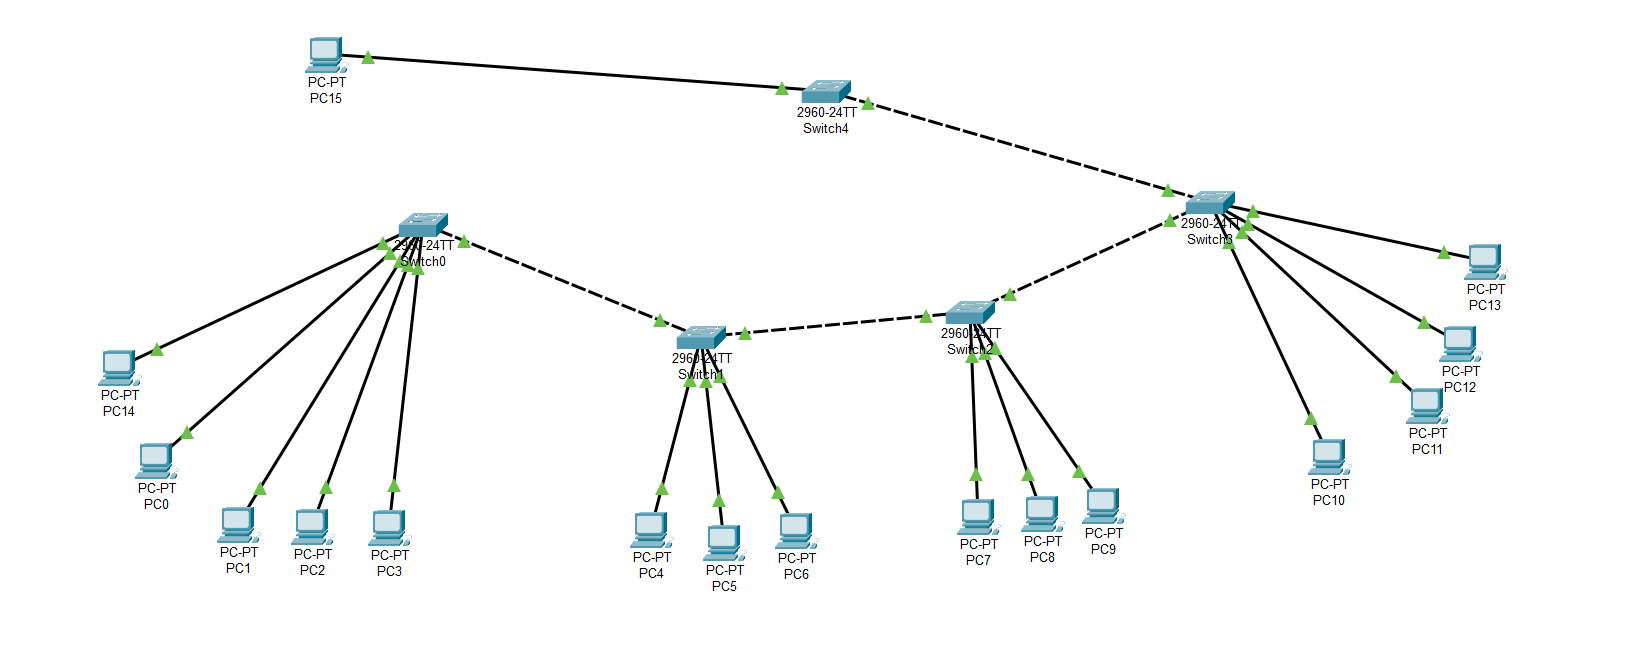 PC-PT
PC15
2960-24TT
Switch4
2960-24TT
Switch3
2960-24TT
Switch0
PC-PT
PC13
2960-24TT
Switch2
2960-24TT
Switch1
PC-PT
PC12
PC-PT
PC14
PC-PT
PC11
PC-PT
PC10
PC-PT
PC0
PC-PT
PC1
PC-PT
PC2
PC-PT
PC3
PC-PT
PC4
PC-PT
PC5
PC-PT
PC6
PC-PT
PC7
PC-PT
PC8
PC-PT
PC9